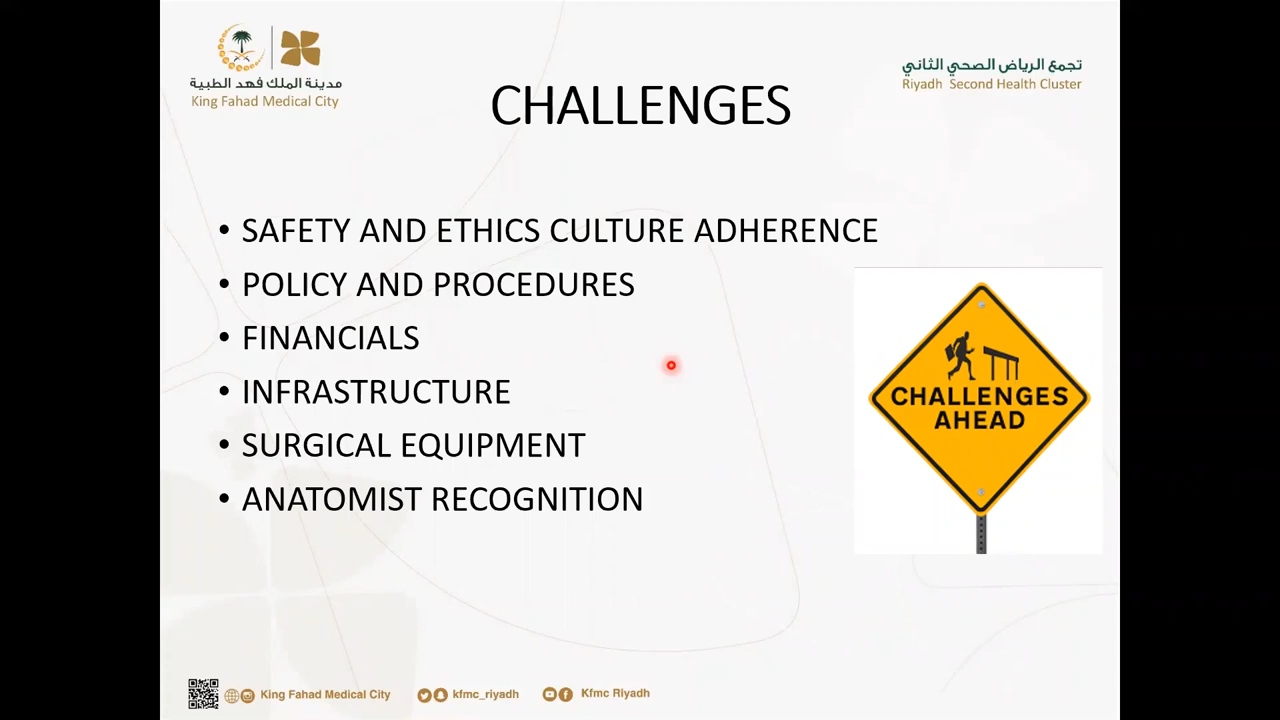 مدينة الملك فهد الطبية
King Fahad Medical City
تجمع الرياض الصحي الثاني
Riyadh Second Health Cluster
CHALLENGES
• SAFETY AND ETHICS CULTURE ADHERENCE
• POLICY AND PROCEDURES
• FINANCIALS
• INFRASTRUCTURE
• SURGICAL EQUIPMENT
• ANATOMIST RECOGNITION
CHALLENGES
AHEAD
King Fahad Medical City kfmc_riyadh Kfmc Riyadh